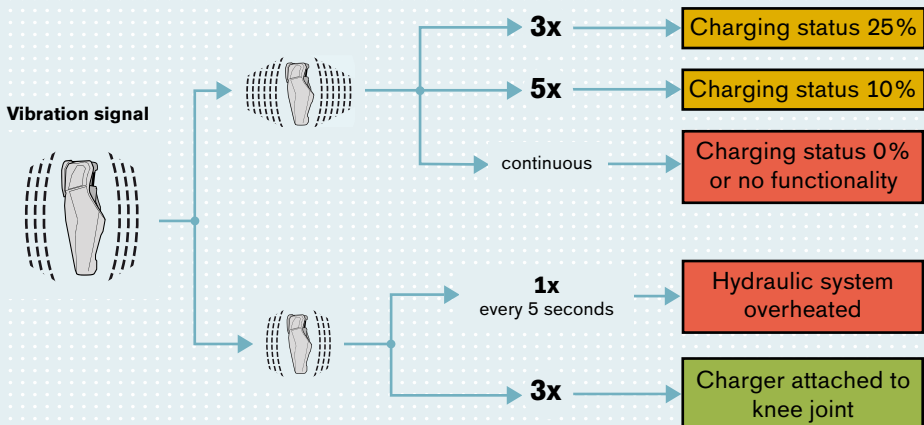 Vibration signal
3x
Charging status 25%
5x
Charging status 10%
continuous
Charging status 0%
or no functionality
1x
every 5 seconds
Hydraulic system
overheated
3x
Charger attached to
knee joint